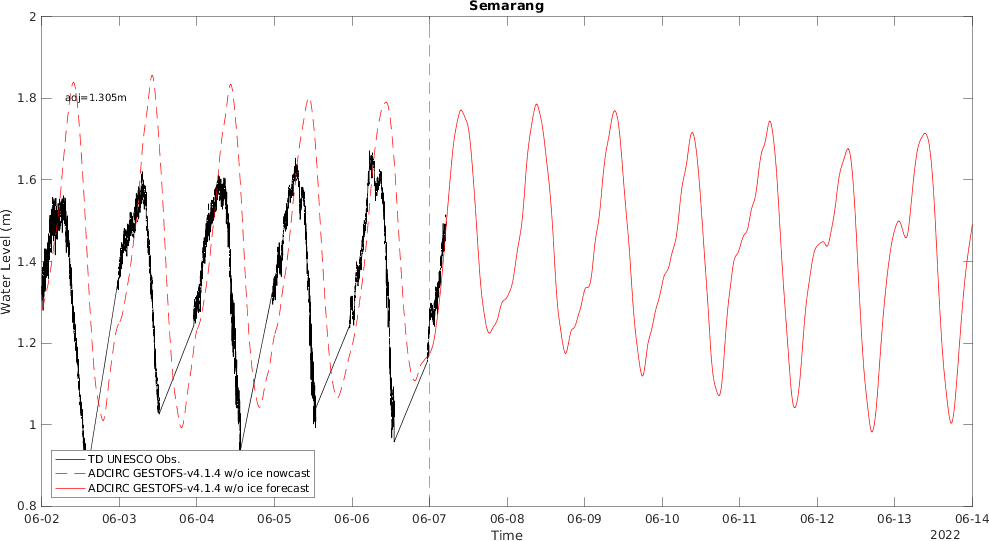 Semarang
2
1.8
1.6
1.4
1.2
1
0.8
Water Level (m)
adj=1.305m
TD UNESCO Obs.
ADCIRC GESTOFS-v4.1.4 w/o ice nowcast
ADCIRC GESTOFS-v4.1.4 w/o ice forecast
06-02 06-03 06-04 06-05 06-06 06-07 06-08 06-09 06-10 06-11 06-12 06-13 06-14
Time
2022